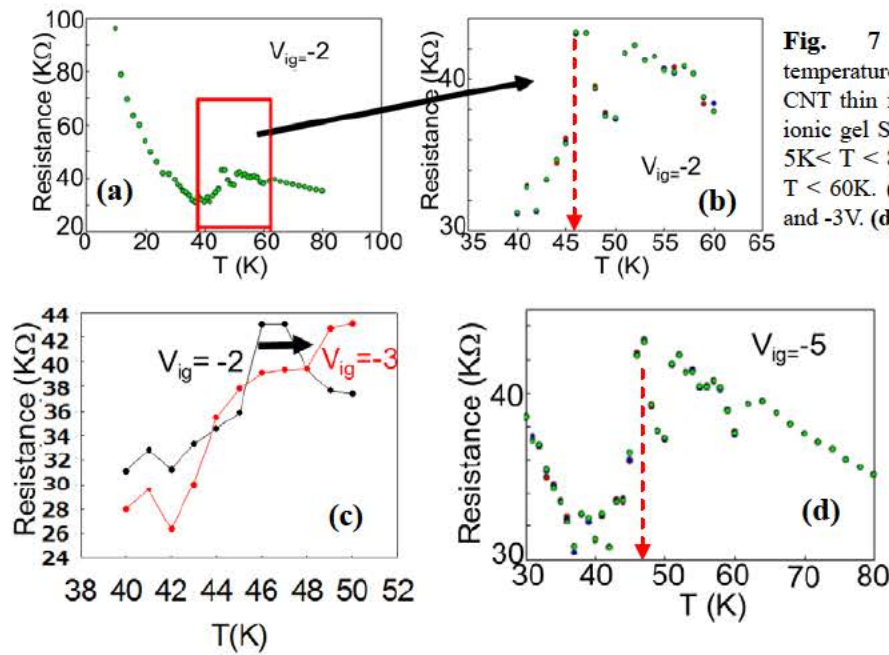 Resistance (KΩ)
100
80
60
40
20
V_ig=-2
(a)
0
20
40
60
80
100
T (K)
Resistance (KΩ)
42
30
V_ig=-2
(b)
35
40
45
50
55
60
65
T (K)
Fig. 7
temperature
CNT thin
ionic gel S
5K< T <
T < 60K.
and -3V. (d
Resistance (KΩ)
44
42
40
38
36
34
32
30
28
26
24
V_ig= -2
V_ig=-3
(c)
38
40
42
44
46
48
50
52
T(K)
Resistance (KΩ)
40
30
V_ig=-5
(d)
30
40
50
60
70
80
T (K)